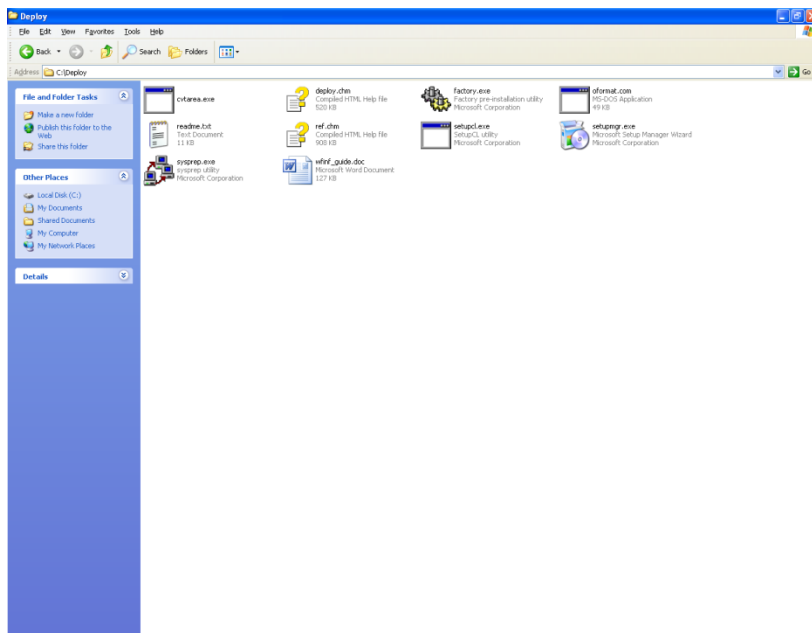 Deploy
File Edit View Favorites Tools Help
Back Search Folders
Address C:\Deploy Go
File and Folder Tasks
Make a new folder
Publish this folder to the
Web
Share this folder
Other Places
Local Disk (C:)
My Documents
Shared Documents
My Computer
My Network Places
Details
cvtarea.exe
deploy.chm
Compiled HTML Help file
520 KB
factory.exe
Factory pre-installation utility
Microsoft Corporation
oformat.com
MS-DOS Application
49 KB
readme.txt
Text Document
11 KB
ref.chm
Compiled HTML Help file
908 KB
setupcl.exe
SetupCL utility
Microsoft Corporation
setupmgr.exe
Microsoft Setup Manager Wizard
Microsoft Corporation
sysprep.exe
sysprep utility
Microsoft Corporation
wfinf_guide.doc
Microsoft Word Document
127 KB